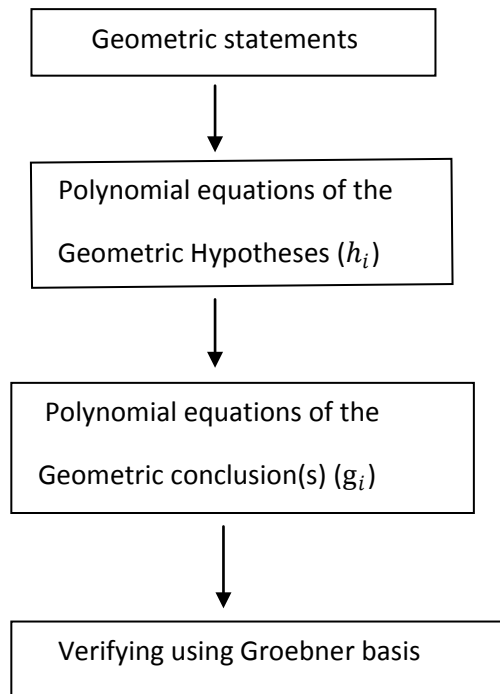 Geometric statements
Polynomial equations of the
Geometric Hypotheses (hᵢ)
Polynomial equations of the
Geometric conclusion(s) (gᵢ)
Verifying using Groebner basis